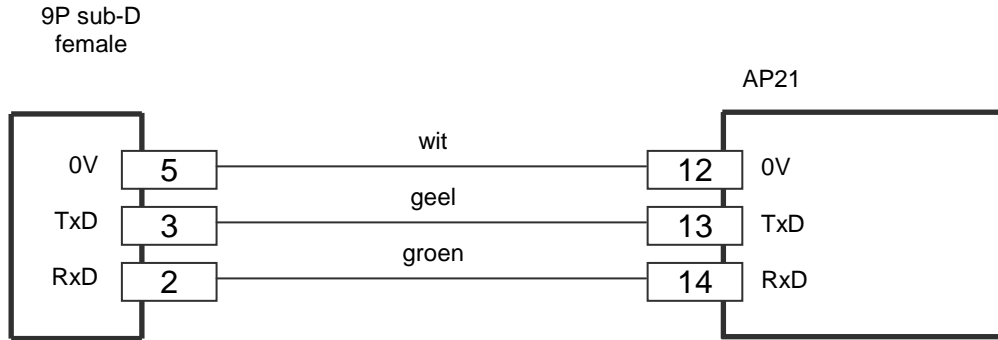 9P sub-D
female
AP21
wit
0V 5 12 0V
geel
TxD 3 13 TxD
groen
RxD 2 14 RxD